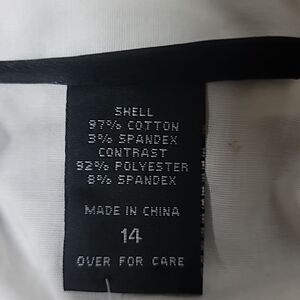 SHELL
97% COTTON
3% SPANDEX
CONTRAST
92% POLYESTER
8% SPANDEX
MADE IN CHINA
14
OVER FOR CARE